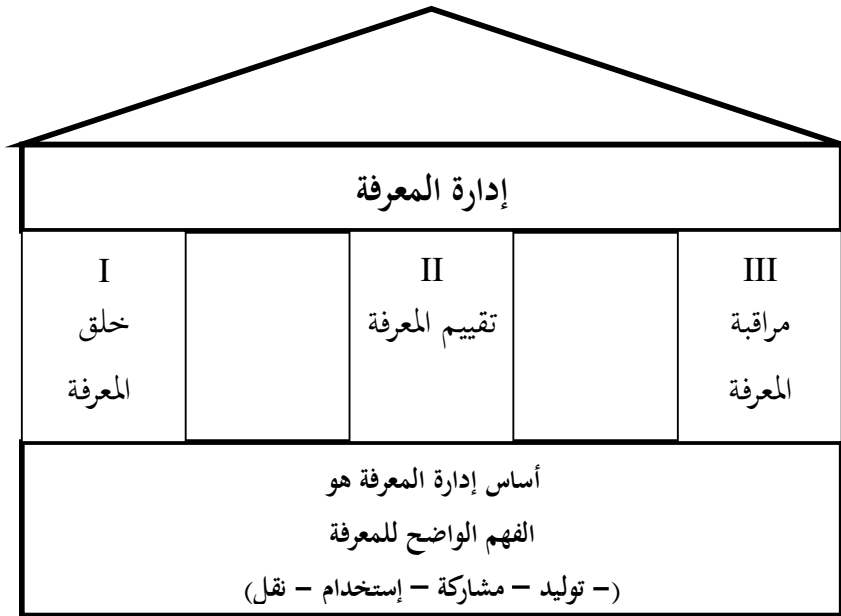 إدارة المعرفة
I
خلق
المعرفة
II
تقييم المعرفة
III
مراقبة
المعرفة
أساس إدارة المعرفة هو
الفهم الواضح للمعرفة
(– توليد – مشاركة – إستخدام – نقل)